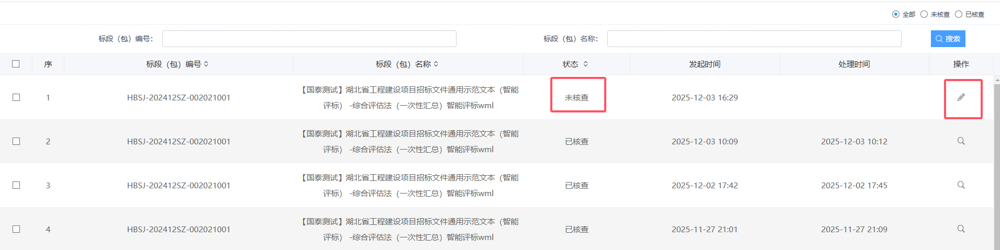 全部 未核查 已核查
标段（包）编号： 标段（包）名称： 搜索
序 标段（包）编号 标段（包）名称 状态 发起时间 处理时间 操作
1 HBSJ-202412SZ-002021001 【国泰测试】湖北省工程建设项目招标文件通用示范文本（智能 未核查 2025-12-03 16:29
评标） -综合评估法（一次性汇总）智能评标wml
2 HBSJ-202412SZ-002021001 【国泰测试】湖北省工程建设项目招标文件通用示范文本（智能 已核查 2025-12-03 10:09 2025-12-03 10:12
评标） -综合评估法（一次性汇总）智能评标wml
3 HBSJ-202412SZ-002021001 【国泰测试】湖北省工程建设项目招标文件通用示范文本（智能 已核查 2025-12-02 17:42 2025-12-02 17:45
评标） -综合评估法（一次性汇总）智能评标wml
4 HBSJ-202412SZ-002021001 【国泰测试】湖北省工程建设项目招标文件通用示范文本（智能 已核查 2025-11-27 21:01 2025-11-27 21:09
评标） -综合评估法（一次性汇总）智能评标wml